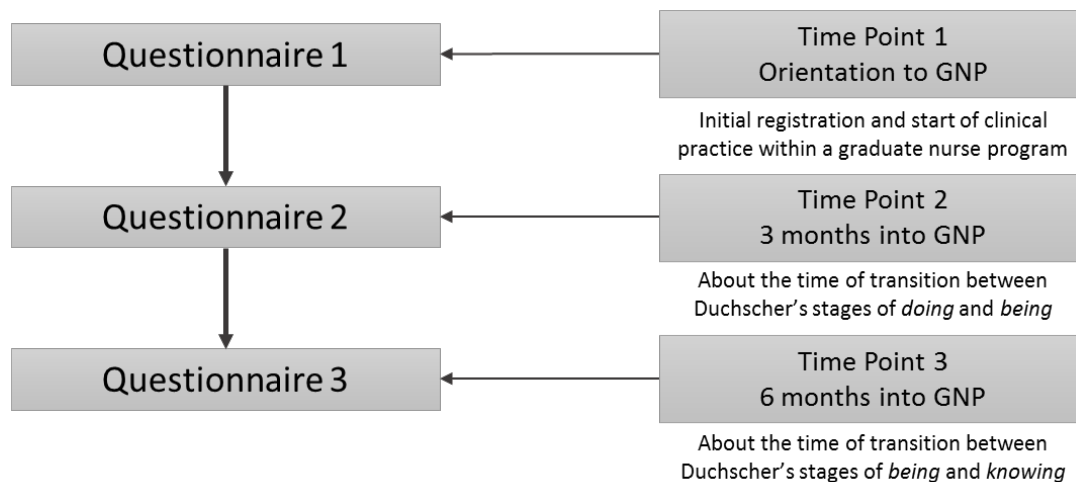 Questionnaire 1
Time Point 1
Orientation to GNP
Initial registration and start of clinical
practice within a graduate nurse program
Questionnaire 2
Time Point 2
3 months into GNP
About the time of transition between
Duchscher's stages of doing and being
Questionnaire 3
Time Point 3
6 months into GNP
About the time of transition between
Duchscher's stages of being and knowing